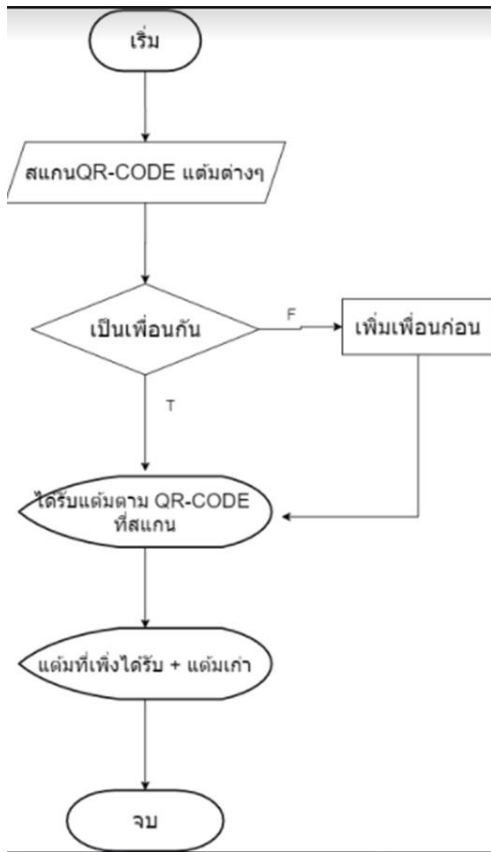 เริ่ม
สแกนQR-CODE แต้มต่างๆ
เป็นเพื่อนกัน
F
เพิ่มเพื่อนก่อน
T
ได้รับแต้มตาม QR-CODE
ที่สแกน
แต้มที่เพิ่งได้รับ + แต้มเก่า
จบ